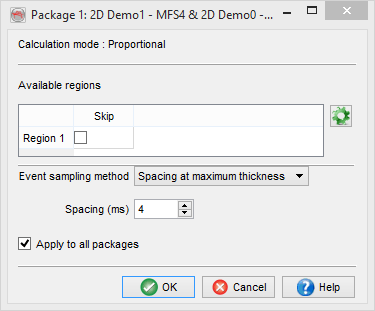 Package 1: 2D Demo1 - MFS4 & 2D Demo0 -...
Calculation mode : Proportional
Available regions
Skip
Region 1
Event sampling method Spacing at maximum thickness
Spacing (ms) 4
Apply to all packages
OK Cancel Help